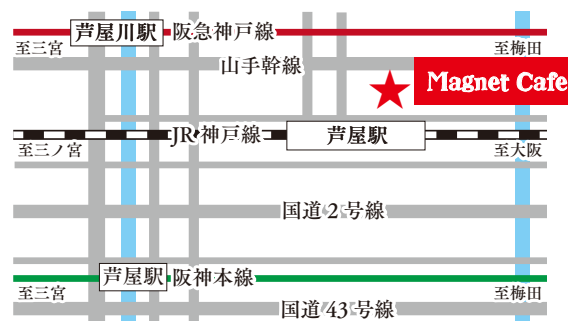 芦屋川駅 阪急神戸線
至三宮 至梅田
山手幹線
Magnet Cafe
JR神戸線 芦屋駅
至三ノ宮 至大阪
国道2号線
芦屋駅 阪神本線
至三宮 至梅田
国道43号線